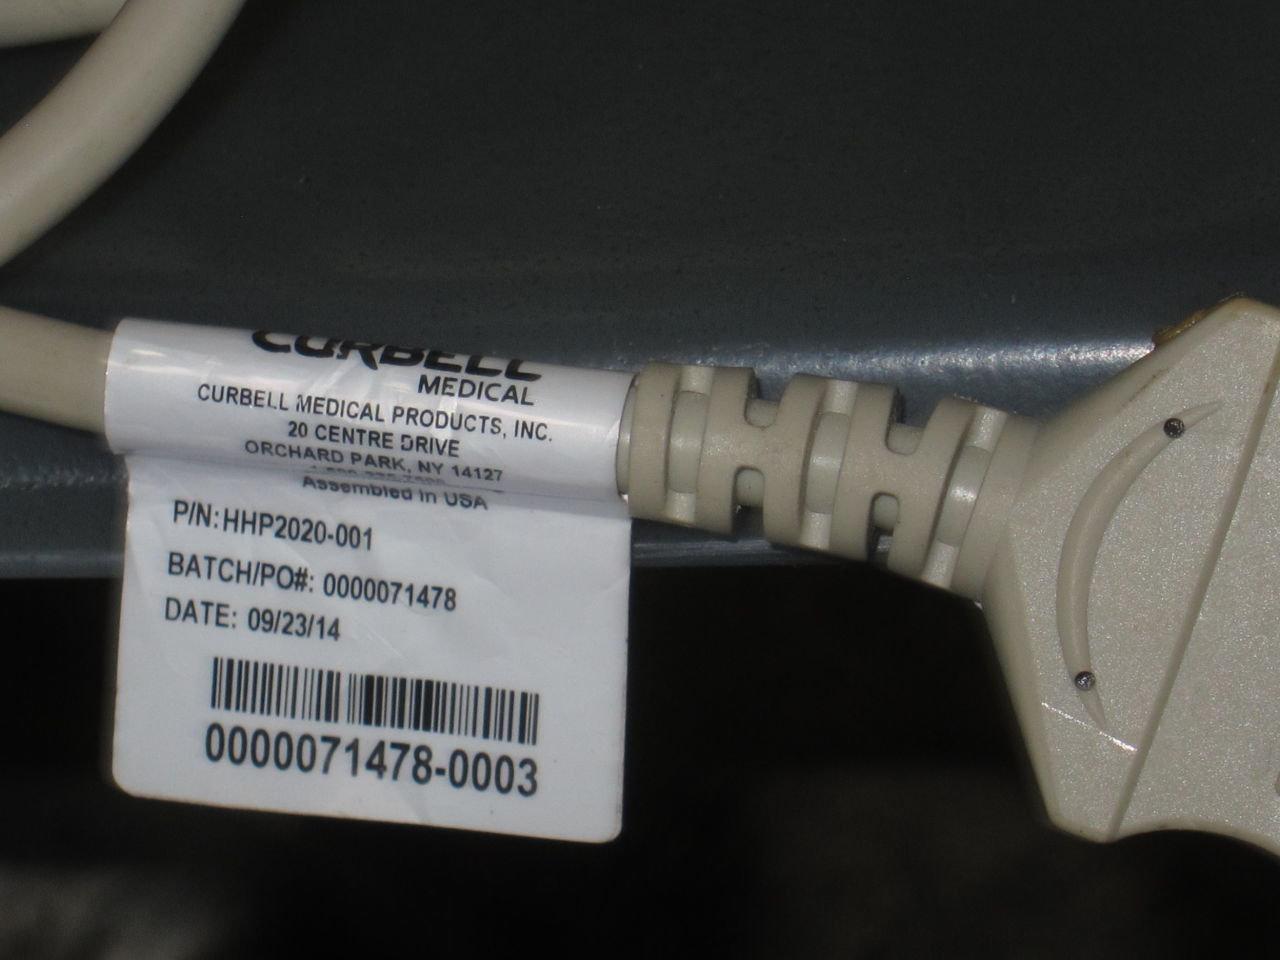 CURBELL
MEDICAL
CURBELL MEDICAL PRODUCTS, INC.
20 CENTRE DRIVE
ORCHARD PARK, NY 14127
Assembled in USA
P/N: HHP2020-001
BATCH/PO#: 0000071478
DATE: 09/23/14
0000071478-0003